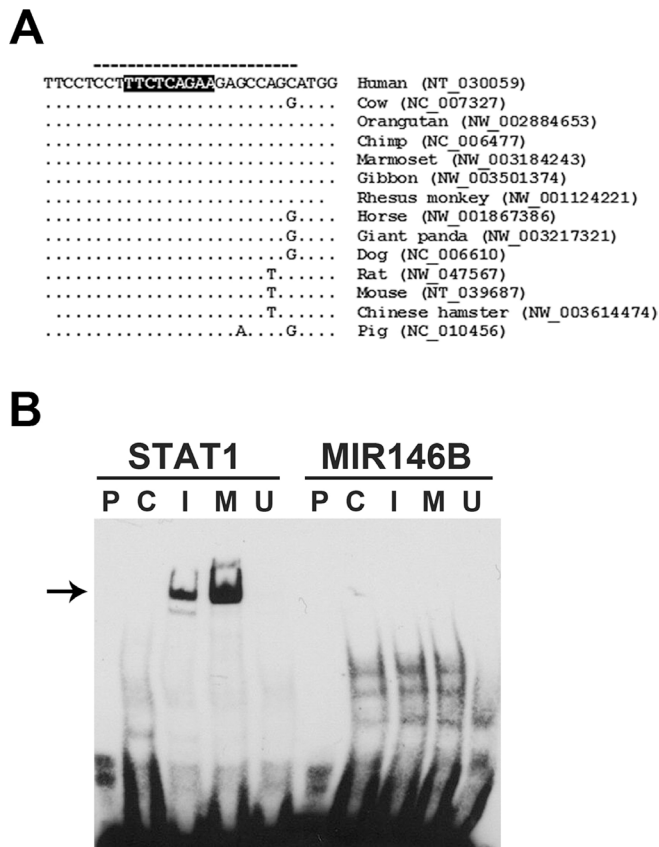 A
TTCCTCCTTTCTCAGAAGAGCCAGCATGG Human (NT_030059)
........................G.... Cow (NC_007327)
............................. Orangutan (NW_002884653)
............................. Chimp (NC_006477)
............................. Marmoset (NW_003184243)
............................. Gibbon (NW_003501374)
............................ Rhesus monkey (NW_001124221)
........................G.... Horse (NW_001867386)
........................G.... Giant panda (NW_003217321)
........................G.... Dog (NC_006610)
......................T...... Rat (NW_047567)
......................T...... Mouse (NT_039687)
.....................T...... Chinese hamster (NW_003614474)
...................A....G.... Pig (NC_010456)
B
STAT1 MIR146B
P C I M U P C I M U